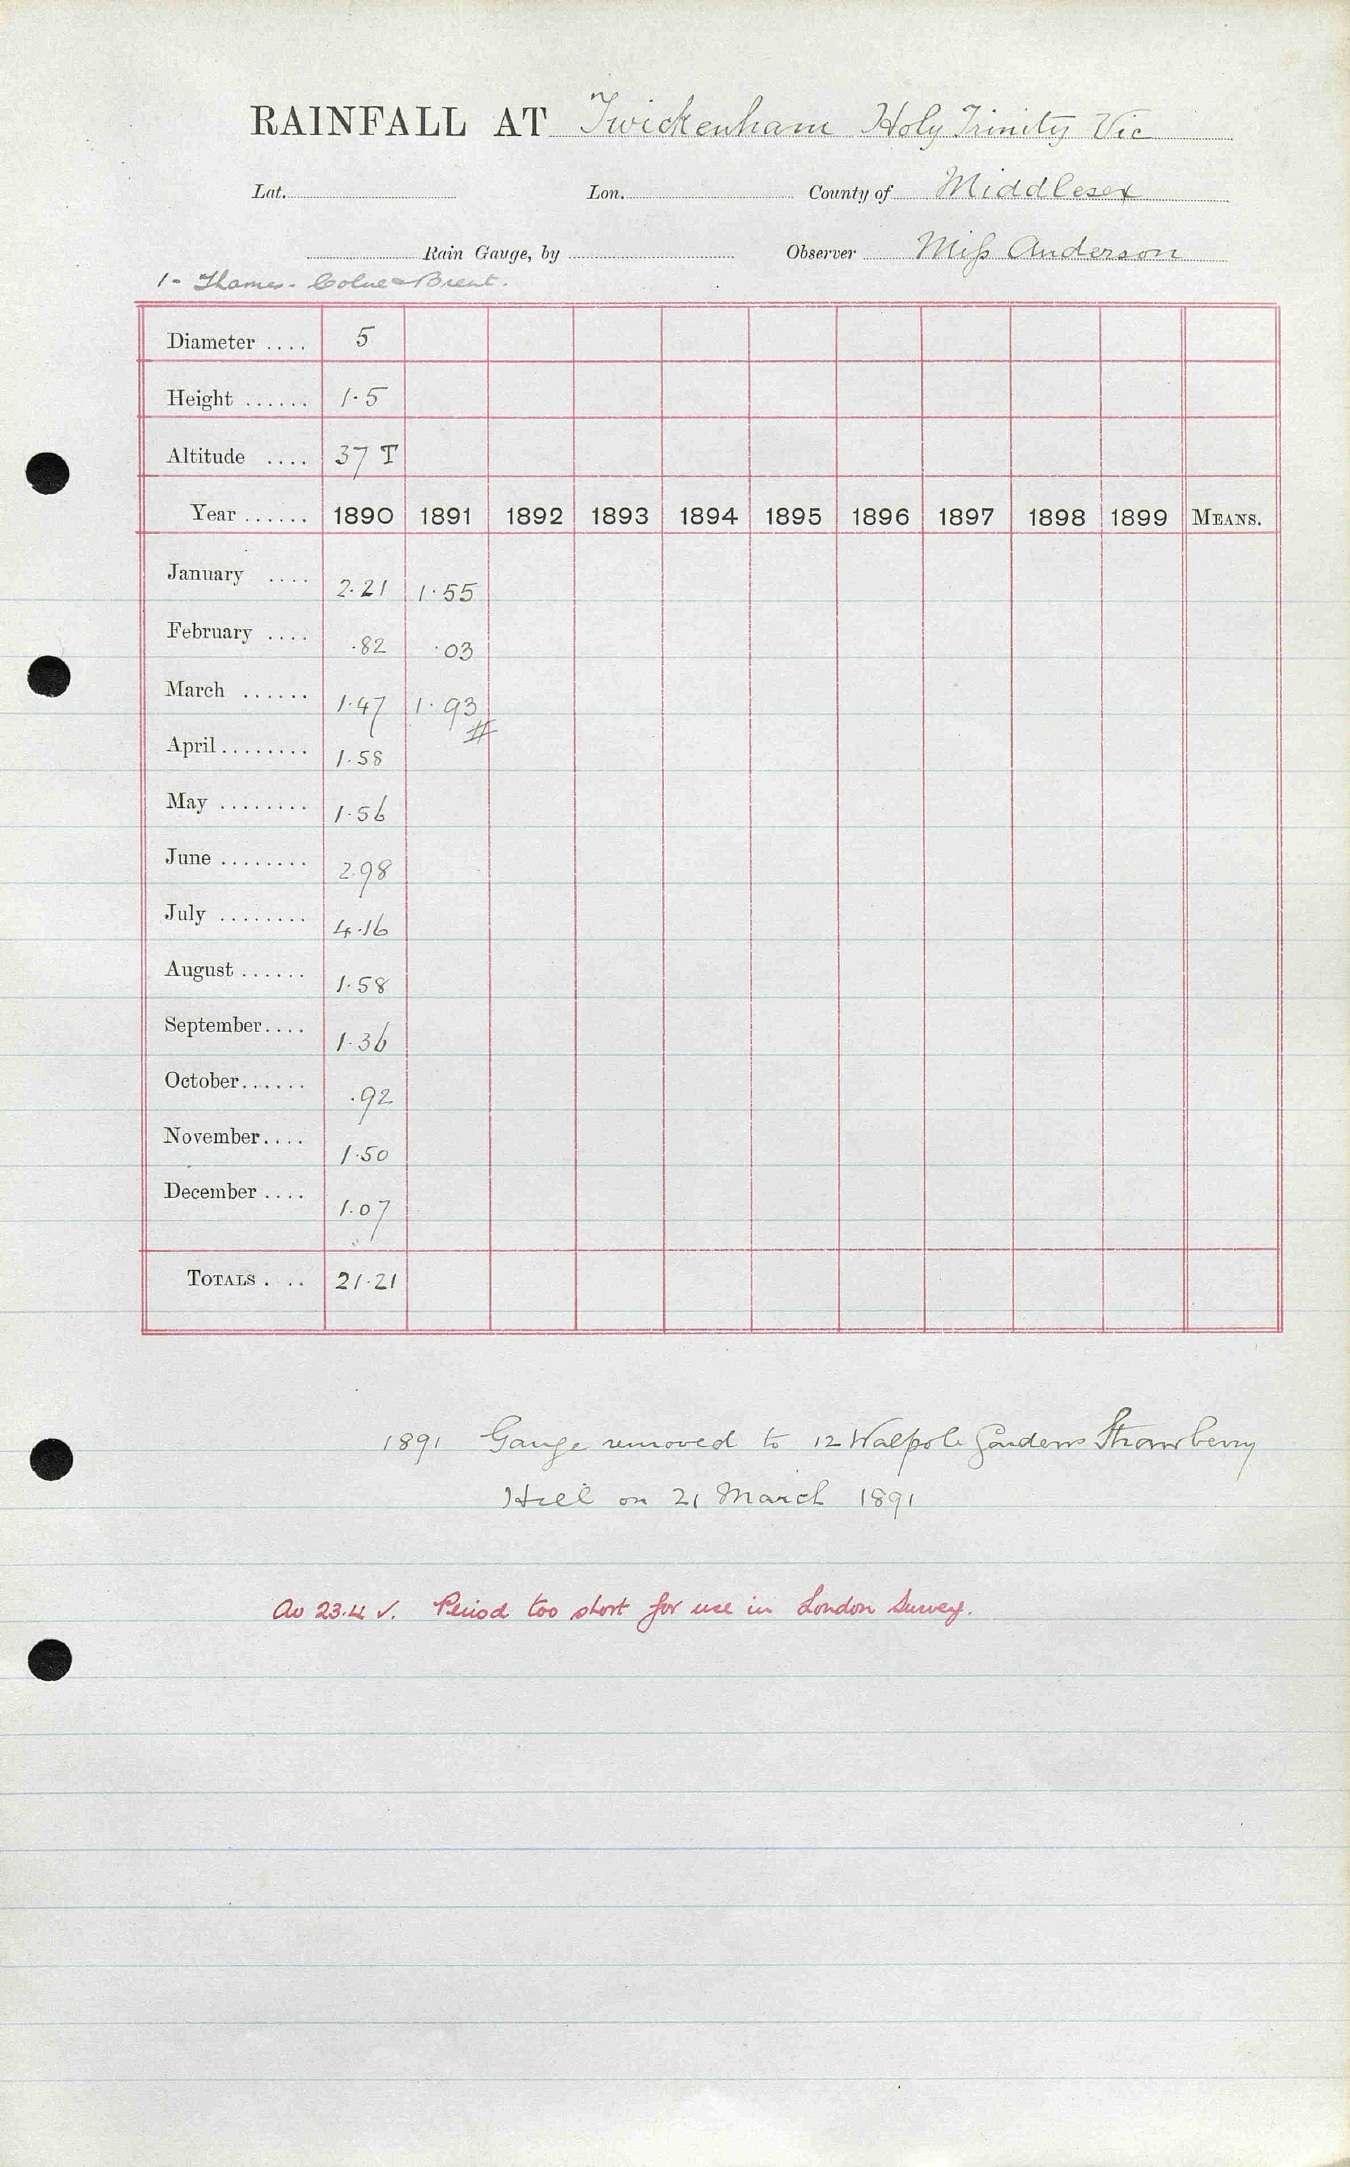 RAINFALL AT Twickenham Holy Trinity Vic
Lat. Lon. County of Middlesex
Rain Gauge, by Observer Miss Anderson
1 - Thames - Colne & Brent.
Diameter .... 5
Height ...... 1.5
Altitude .... 37 T
Year ...... 1890 1891 1892 1893 1894 1895 1896 1897 1898 1899 MEANS.
January .... 2.21 1.55
February .... .82 .03
March ...... 1.47 1.93
#
April ........ 1.58
May ........ 1.56
June ........ 2.98
July ........ 4.16
August ...... 1.58
September .... 1.36
October ...... .92
November .... 1.50
December .... 1.07
TOTALS . .. 21.21
1891 Gauge removed to 12 Walpole Gardens Strawberry
Hill on 21 March 1891
Av 23.4 ✓. Period too short for use in London Survey.